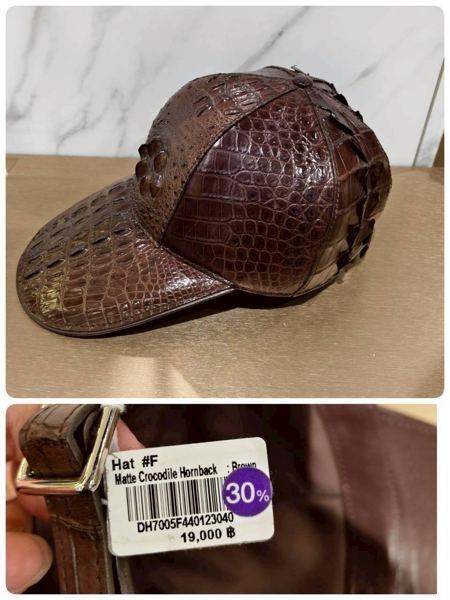 Hat #F
Matte Crocodile Hornback : Brown
30%
DH7005F440123040
19,000 ฿